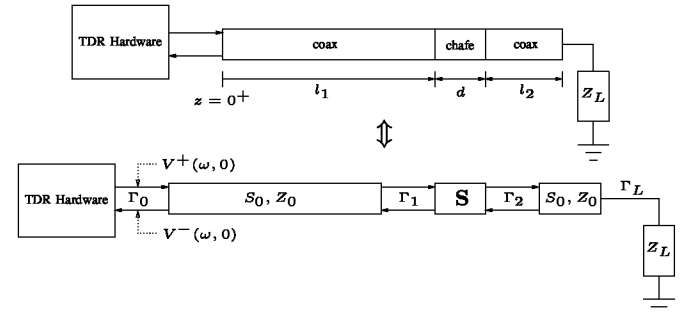 TDR Hardware
coax
chafe
coax
z = 0⁺
l₁
d
l₂
Z_L
⇕
V⁺(ω, 0)
TDR Hardware
Γ₀
S₀, Z₀
Γ₁
S
Γ₂
S₀, Z₀
Γ_L
V⁻(ω, 0)
Z_L